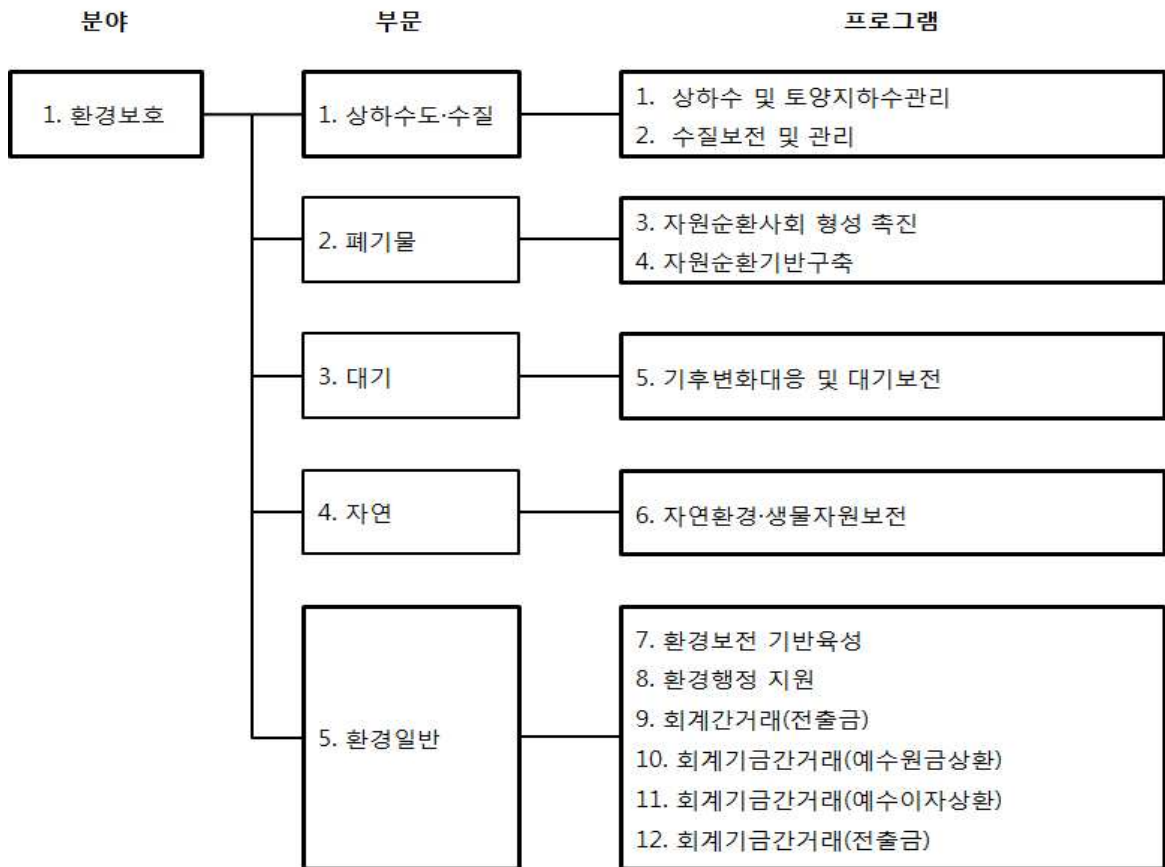 분야 부문 프로그램
1. 환경보호
1. 상하수도·수질
1. 상하수 및 토양지하수관리
2. 수질보전 및 관리
2. 폐기물
3. 자원순환사회 형성 촉진
4. 자원순환기반구축
3. 대기
5. 기후변화대응 및 대기보전
4. 자연
6. 자연환경·생물자원보전
5. 환경일반
7. 환경보전 기반육성
8. 환경행정 지원
9. 회계간거래(전출금)
10. 회계기금간거래(예수원금상환)
11. 회계기금간거래(예수이자상환)
12. 회계기금간거래(전출금)